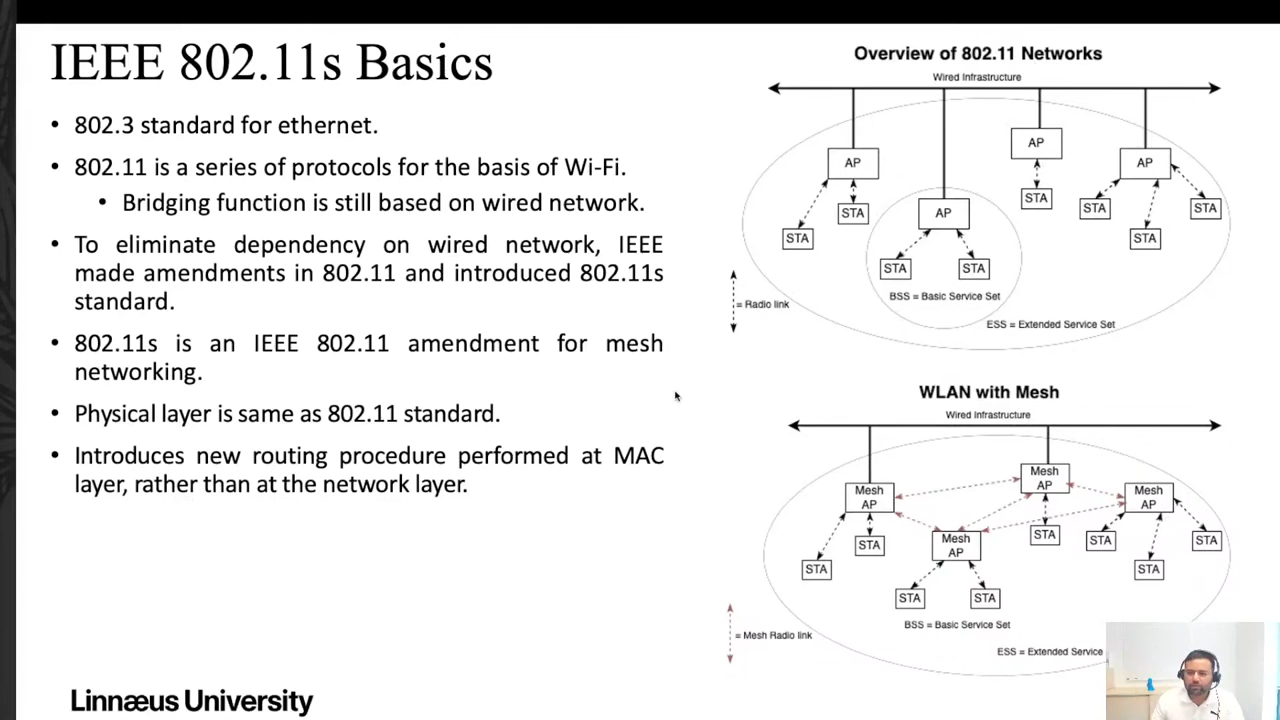 IEEE 802.11s Basics
• 802.3 standard for ethernet.
• 802.11 is a series of protocols for the basis of Wi-Fi.
• Bridging function is still based on wired network.
• To eliminate dependency on wired network, IEEE
made amendments in 802.11 and introduced 802.11s
standard.
• 802.11s is an IEEE 802.11 amendment for mesh
networking.
• Physical layer is same as 802.11 standard.
• Introduces new routing procedure performed at MAC
layer, rather than at the network layer.
Linnæus University
Overview of 802.11 Networks
Wired Infrastructure
AP
AP
AP
AP
STA
STA
STA
STA
STA
STA
STA
STA
STA
BSS = Basic Service Set
= Radio link
ESS = Extended Service Set
WLAN with Mesh
Wired Infrastructure
Mesh
AP
Mesh
AP
Mesh
AP
Mesh
AP
STA
STA
STA
STA
STA
STA
STA
STA
STA
BSS = Basic Service Set
= Mesh Radio link
ESS = Extended Service